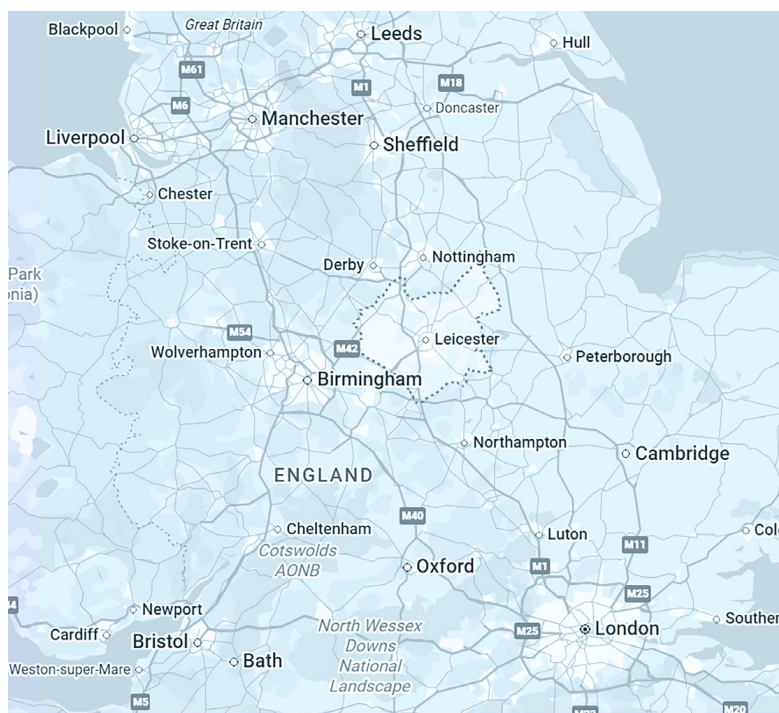 Great Britain
Blackpool
Leeds
Hull
M61
M1
M18
M6
Doncaster
Manchester
Liverpool
Sheffield
Chester
Stoke-on-Trent
Nottingham
Derby
Park
nia)
M54
Leicester
M42
Wolverhampton
Peterborough
Birmingham
Northampton
Cambridge
ENGLAND
M40
Cheltenham
Luton
Col
M11
Cotswolds
AONB
Oxford
M1
M25
4
Newport
Southen
North Wessex
Downs
National
Landscape
Cardiff
Bristol
M25
London
Bath
Weston-super-Mare
M5
M20